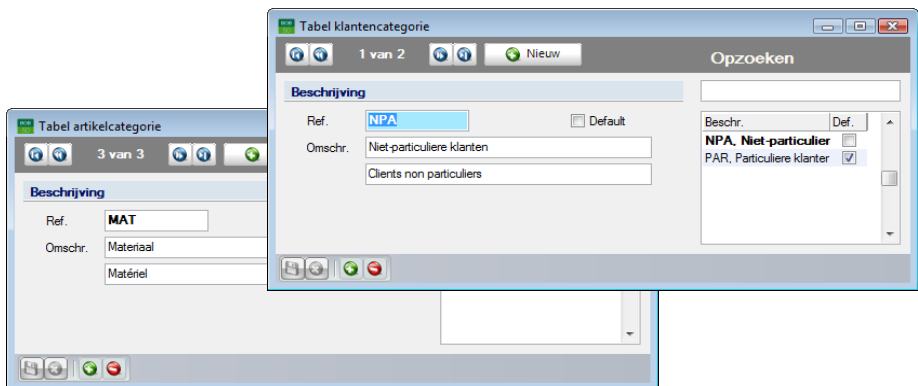 Tabel klantencategorie
1 van 2
Nieuw
Opzoeken
Beschrijving
Ref.
NPA
Default
Omschr.
Niet-particuliere klanten
Clients non particuliers
Beschr.
Def.
NPA, Niet-particulier
PAR, Particuliere klanter
Tabel artikelcategorie
3 van 3
Beschrijving
Ref.
MAT
Omschr.
Materiaal
Matériel